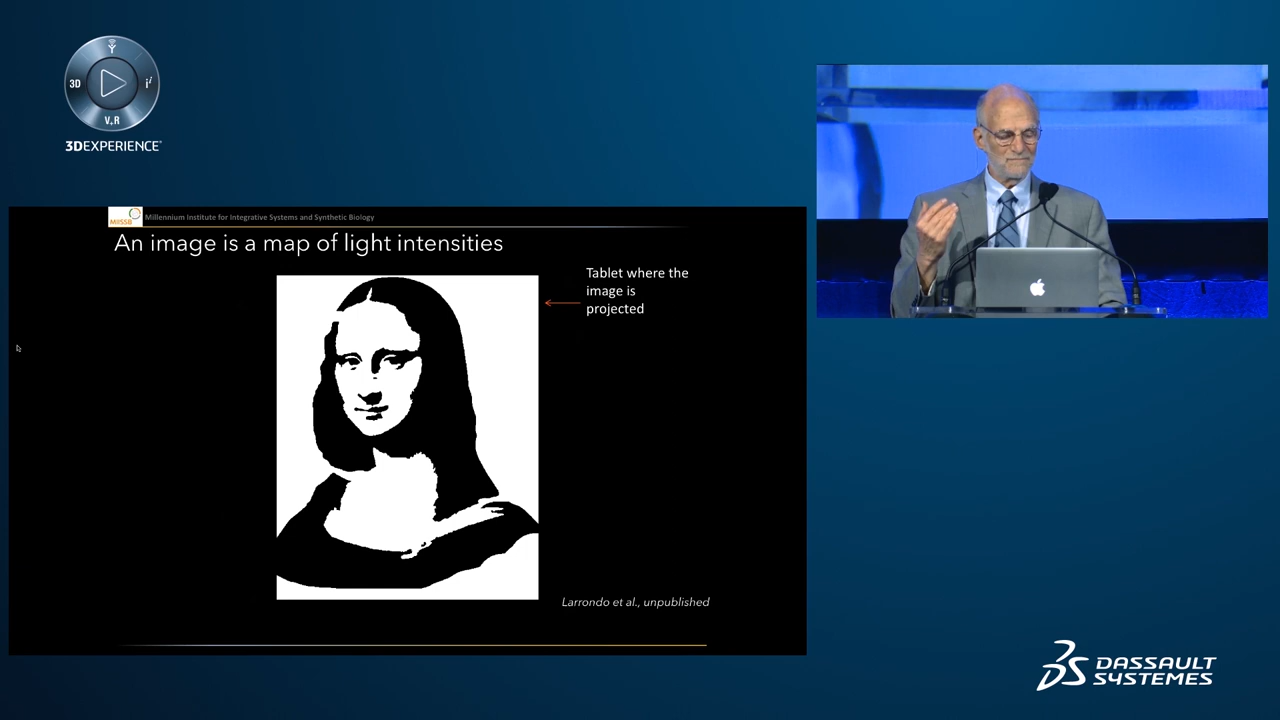 3D
V,R
i
3DEXPERIENCE
MIISSB
Millennium Institute for Integrative Systems and Synthetic Biology
An image is a map of light intensities
Tablet where the
image is
projected
Larrondo et al., unpublished
DASSAULT
SYSTEMES